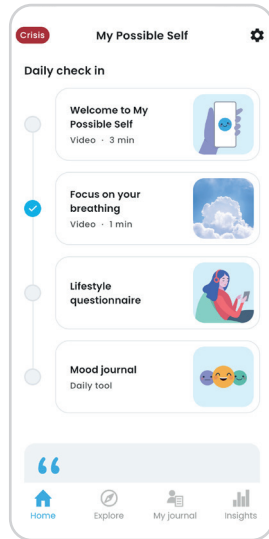 Crisis
My Possible Self
Daily check in
Welcome to My
Possible Self
Video · 3 min
Focus on your
breathing
Video · 1 min
Lifestyle
questionnaire
Mood journal
Daily tool
“
Home
Explore
My journal
Insights